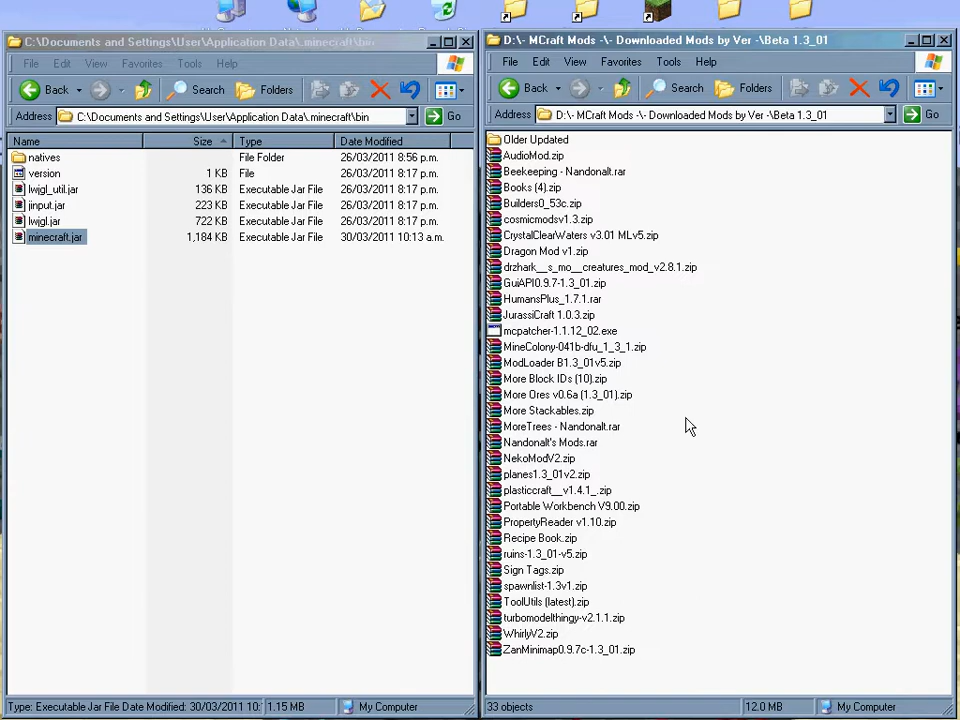 C:\Documents and Settings\User\Application Data\.minecraft\bin
File Edit View Favorites Tools Help
Back Search Folders
Address C:\Documents and Settings\User\Application Data\.minecraft\bin Go
Name Size Type Date Modified
natives File Folder 26/03/2011 8:56 p.m.
version 1 KB File 26/03/2011 8:17 p.m.
lwjgl_util.jar 136 KB Executable Jar File 26/03/2011 8:17 p.m.
jinput.jar 223 KB Executable Jar File 26/03/2011 8:17 p.m.
lwjgl.jar 722 KB Executable Jar File 26/03/2011 8:17 p.m.
minecraft.jar 1,184 KB Executable Jar File 30/03/2011 10:13 a.m.
Type: Executable Jar File Date Modified: 30/03/2011 10: 1.15 MB My Computer
D:\- MCraft Mods -\- Downloaded Mods by Ver -\Beta 1.3_01
File Edit View Favorites Tools Help
Back Search Folders
Address D:\- MCraft Mods -\- Downloaded Mods by Ver -\Beta 1.3_01 Go
Older Updated
AudioMod.zip
Beekeeping - Nandonalt.rar
Books (4).zip
Builders0_53c.zip
cosmicmodsv1.3.zip
CrystalClearWaters v3.01 MLv5.zip
Dragon Mod v1.zip
drzhark__s_mo__creatures_mod_v2.8.1.zip
GuiAPI0.9.7-1.3_01.zip
HumansPlus_1.7.1.rar
JurassiCraft 1.0.3.zip
mcpatcher-1.1.12_02.exe
MineColony-041b-dfu_1_3_1.zip
ModLoader B1.3_01v5.zip
More Block IDs (10).zip
More Ores v0.6a (1.3_01).zip
More Stackables.zip
MoreTrees - Nandonalt.rar
Nandonalt's Mods.rar
NekoModV2.zip
planes1.3_01v2.zip
plasticcraft__v1.4.1_.zip
Portable Workbench V9.00.zip
PropertyReader v1.10.zip
Recipe Book.zip
ruins-1.3_01-v5.zip
Sign Tags.zip
spawnlist-1.3v1.zip
ToolUtils (latest).zip
turbomodelthingy-v2.1.1.zip
WhirlyV2.zip
ZanMinimap0.9.7c-1.3_01.zip
33 objects 12.0 MB My Computer